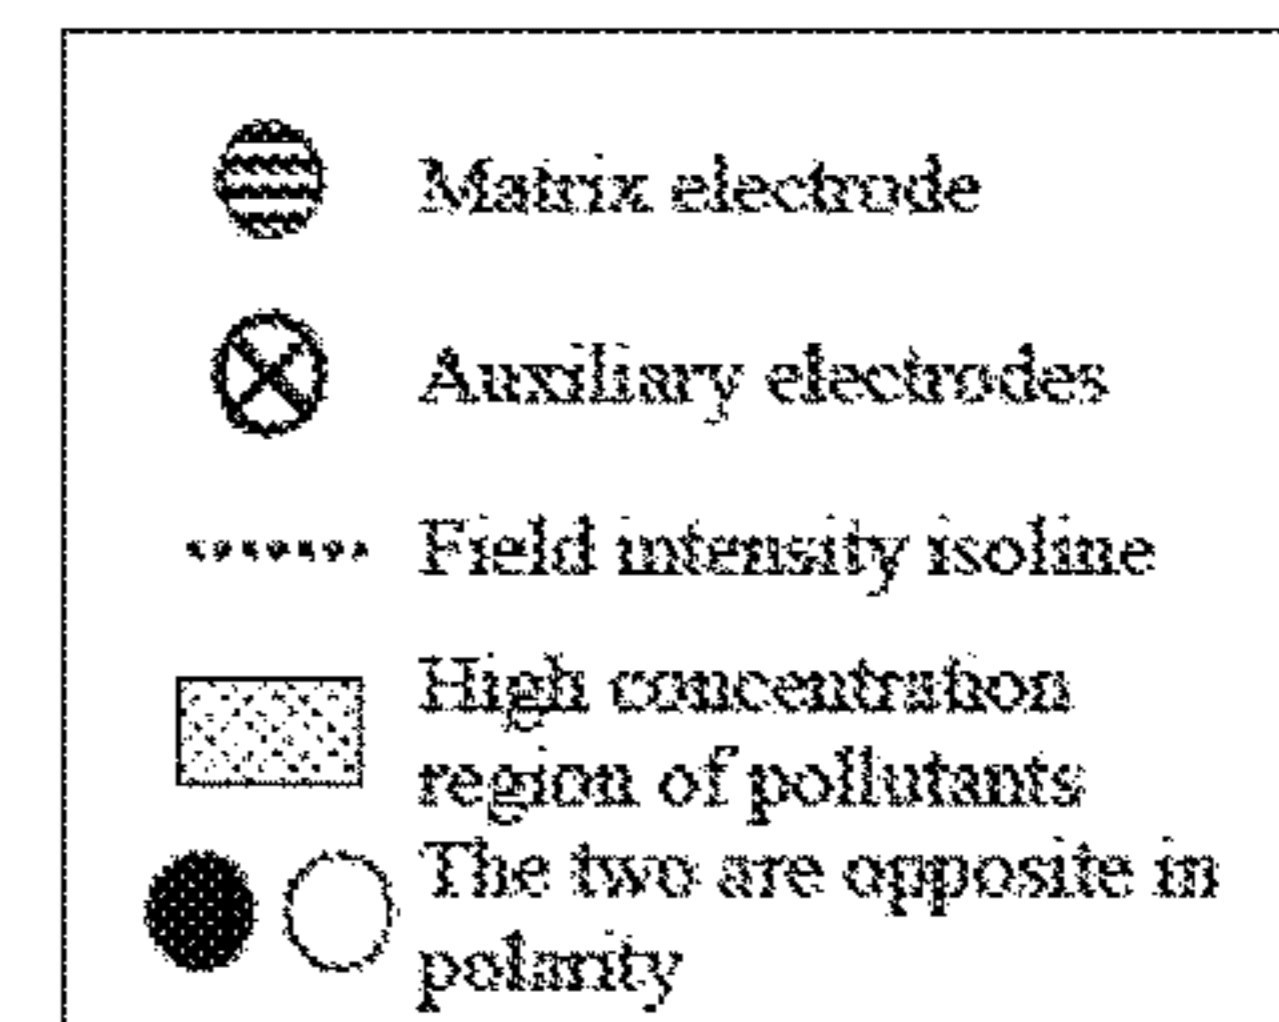 Matrix electrode
Auxiliary electrodes
Field intensity isoline
High concentration
region of pollutants
The two are opposite in
polarity